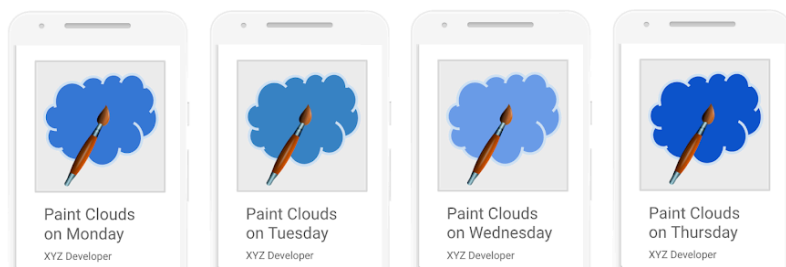 Paint Clouds
on Monday
XYZ Developer
Paint Clouds
on Tuesday
XYZ Developer
Paint Clouds
on Wednesday
XYZ Developer
Paint Clouds
on Thursday
XYZ Developer